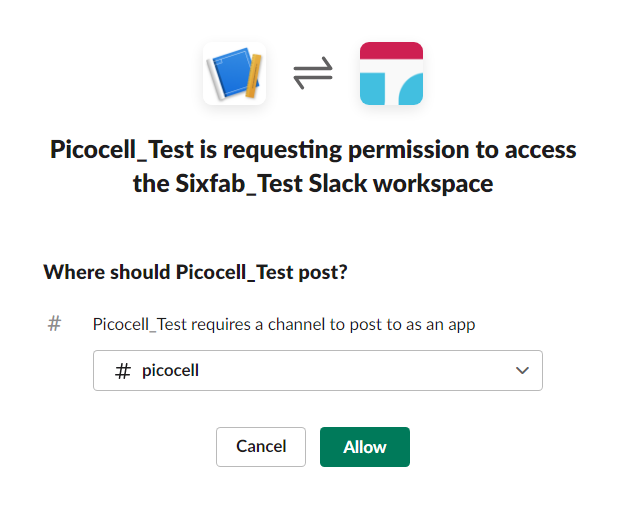 Picocell_Test is requesting permission to access
the Sixfab_Test Slack workspace
Where should Picocell_Test post?
# Picocell_Test requires a channel to post to as an app
# picocell
Cancel Allow